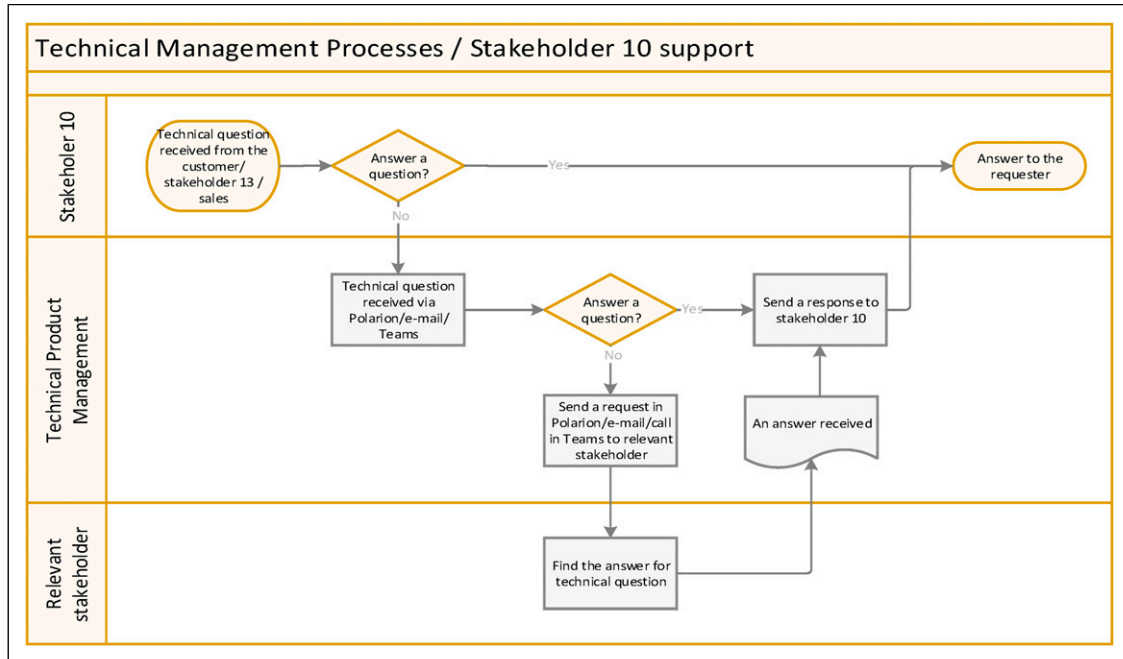 Technical Management Processes / Stakeholder 10 support
Stakeholer 10
Technical question
received from the
customer/
stakeholder 13 /
sales
Answer a
question?
Yes
Answer to the
requester
No
Technical Product
Management
Technical question
received via
Polarion/e-mail/
Teams
Answer a
question?
Yes
Send a response to
stakeholder 10
No
Send a request in
Polarion/e-mail/call
in Teams to relevant
stakeholder
An answer received
Relevant
stakeholder
Find the answer for
technical question